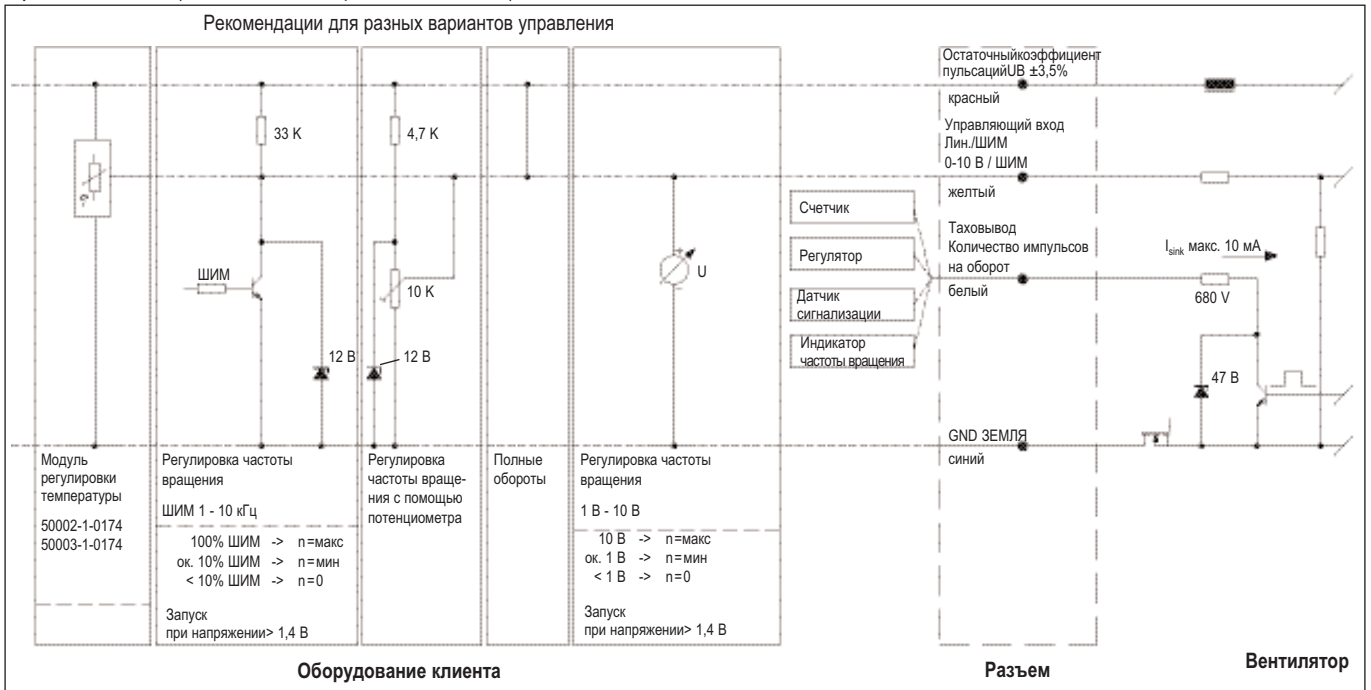 Рекомендации для разных вариантов управления
33 K
ШИМ
12 В
4,7 K
10 K
12 В
U
Счетчик
Регулятор
Датчик
сигнализации
Индикатор
частоты вращения
Остаточныйкоэффициент
пульсацийUB ±3,5%
красный
Управляющий вход
Лин./ШИМ
0-10 В / ШИМ
желтый
Таховывод
Количество импульсов
на оборот
белый
GND ЗЕМЛЯ
синий
Isink макс. 10 мА
680 V
47 В
Модуль
регулировки
температуры
50002-1-0174
50003-1-0174
Регулировка частоты
вращения
ШИМ 1 - 10 кГц
100% ШИМ -> n=макс
ок. 10% ШИМ -> n=мин
< 10% ШИМ -> n=0
Запуск
при напряжении> 1,4 В
Регулировка
частоты враще-
ния с помощью
потенциометра
Полные
обороты
Регулировка частоты
вращения
1 В - 10 В
10 В -> n=макс
ок. 1 В -> n=мин
< 1 В -> n=0
Запуск
при напряжении> 1,4 В
Оборудование клиента
Разъем
Вентилятор